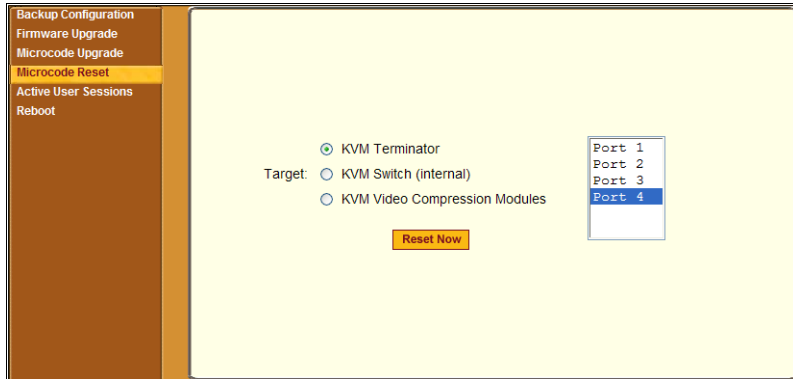 Backup Configuration
Firmware Upgrade
Microcode Upgrade
Microcode Reset
Active User Sessions
Reboot
Target:
KVM Terminator
KVM Switch (internal)
KVM Video Compression Modules
Port 1
Port 2
Port 3
Port 4
Reset Now